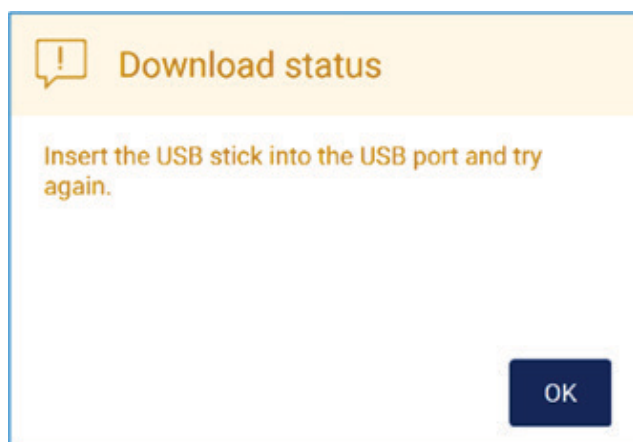 Download status
Insert the USB stick into the USB port and try
again.
OK